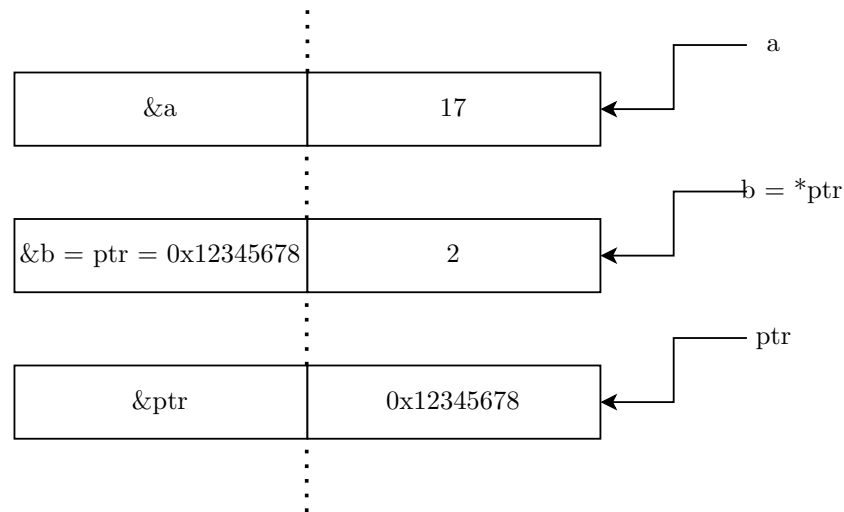 a
&a
17
b = *ptr
&b = ptr = 0x12345678
2
ptr
&ptr
0x12345678